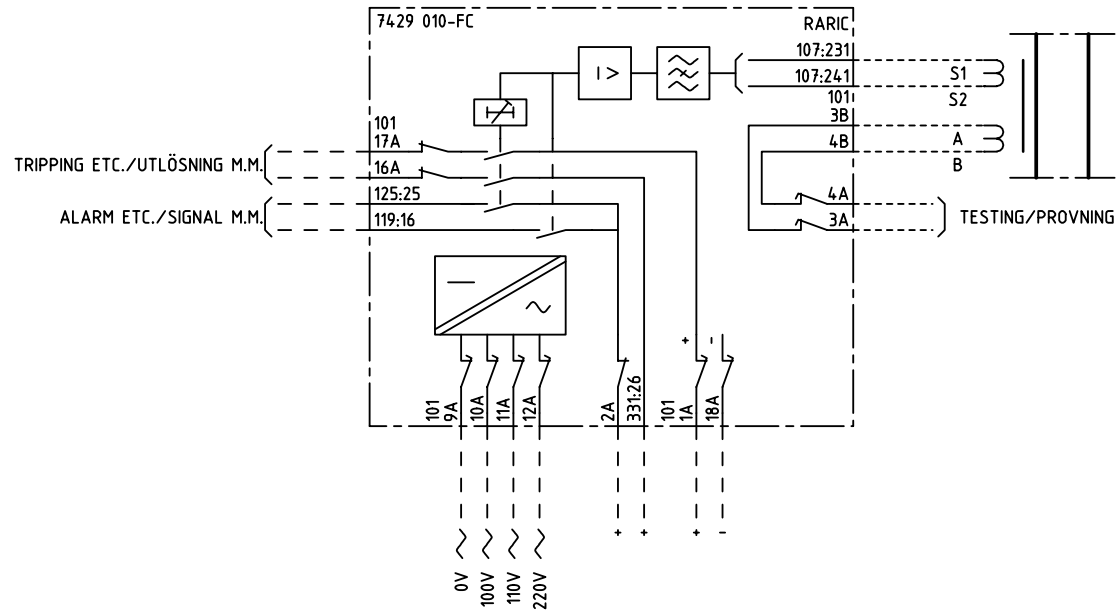 7429 010-FC
RARIC
107:231
I >
107:241
S1
101
S2
101
3B
17A
4B
A
TRIPPING ETC./UTLÖSNING M.M.
16A
B
125:25
4A
ALARM ETC./SIGNAL M.M.
119:16
3A
TESTING/PROVNING
+ -
101
9A
10A
11A
12A
2A
331:26
101
1A
18A
+ + + -
0V
100V
110V
220V